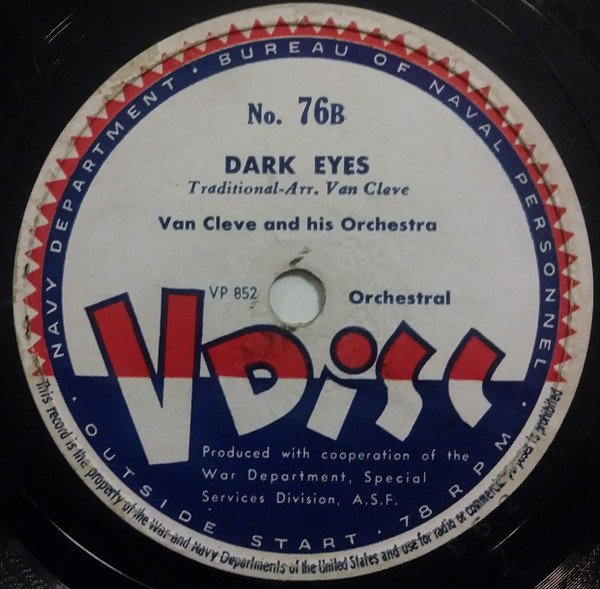 NAVY DEPARTMENT · BUREAU OF NAVAL PERSONNEL
No. 76B
DARK EYES
Traditional-Arr. Van Cleve
Van Cleve and his Orchestra
VP 852
Orchestral
V DISC
Produced with cooperation of the
War Department, Special
Services Division, A.S.F.
· OUTSIDE START · 78 RPM ·
This record is the property of the War and Navy Departments of the United States and use for radio or commercial purposes is prohibited